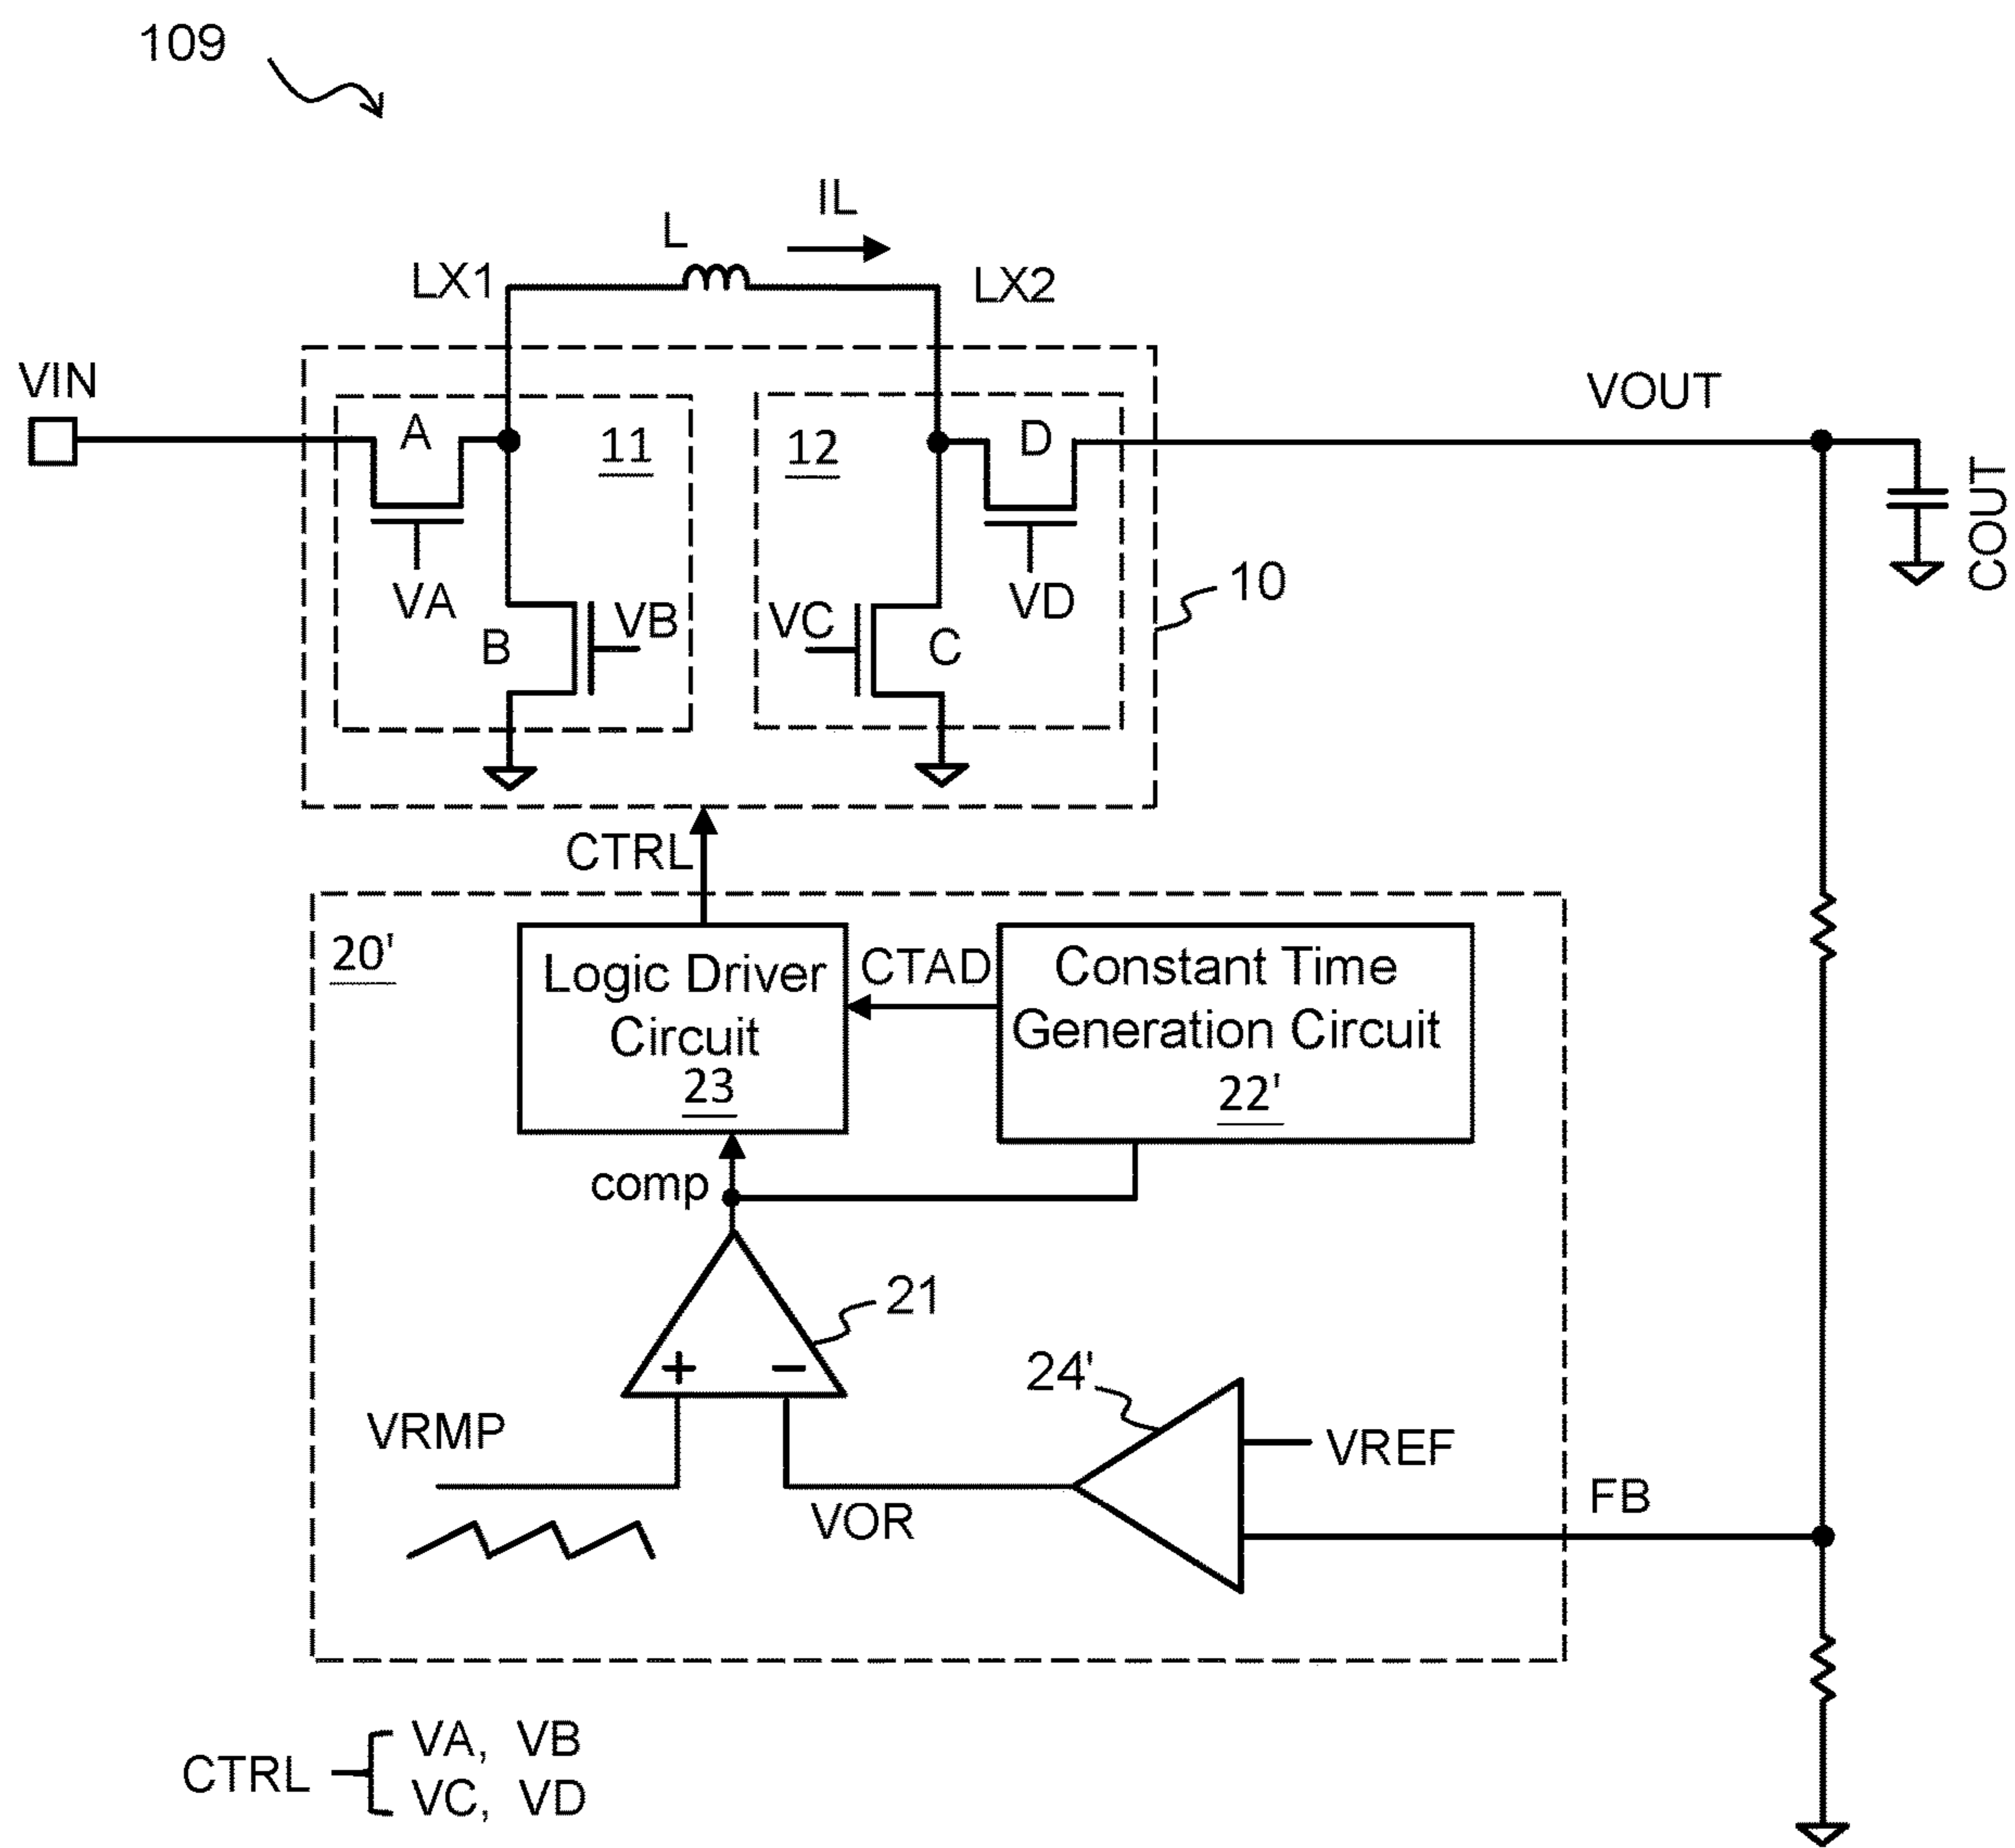 109
IL
L
LX1
LX2
VIN
VOUT
A
11
12
D
COUT
VA
VB
VC
VD
10
B
C
CTRL
20'
Logic Driver
Circuit
23
CTAD
Constant Time
Generation Circuit
22'
comp
21
+ −
24'
VRMP
VREF
VOR
FB
CTRL
VA, VB
VC, VD